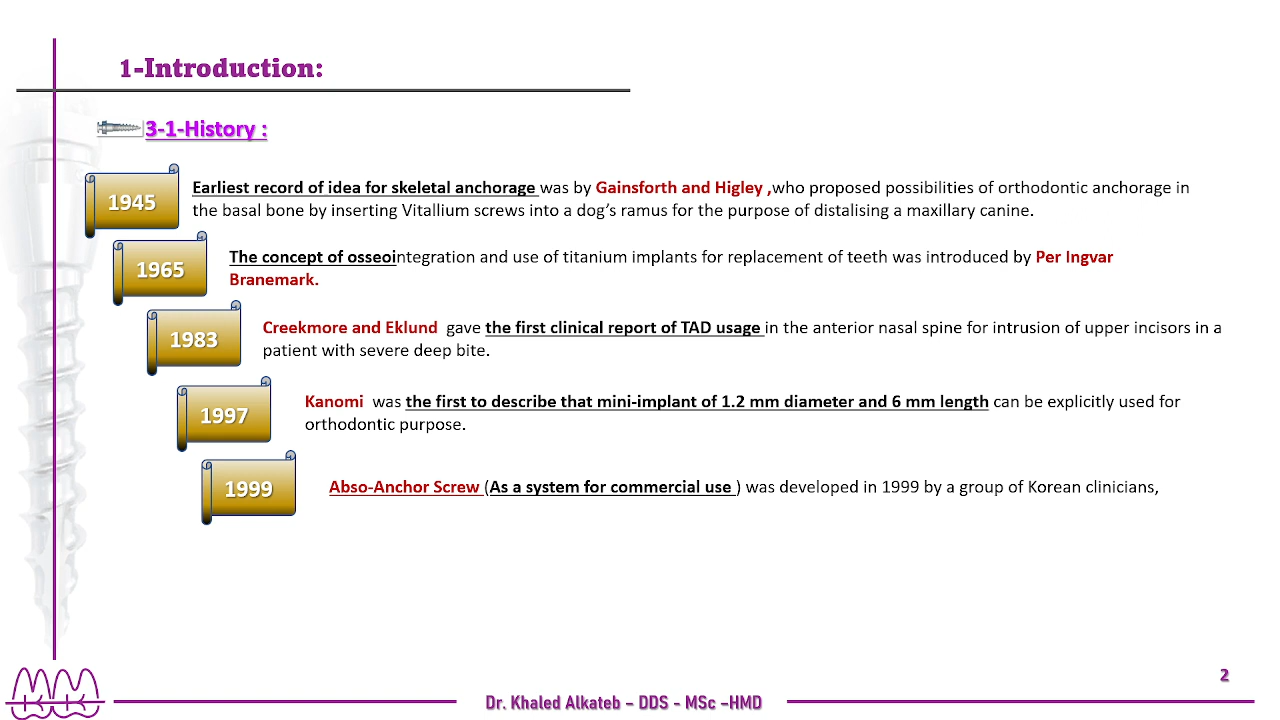 1-Introduction:
3-1-History :
1945
Earliest record of idea for skeletal anchorage was by Gainsforth and Higley ,who proposed possibilities of orthodontic anchorage in
the basal bone by inserting Vitallium screws into a dog’s ramus for the purpose of distalising a maxillary canine.
1965
The concept of osseointegration and use of titanium implants for replacement of teeth was introduced by Per Ingvar
Branemark.
1983
Creekmore and Eklund gave the first clinical report of TAD usage in the anterior nasal spine for intrusion of upper incisors in a
patient with severe deep bite.
1997
Kanomi was the first to describe that mini-implant of 1.2 mm diameter and 6 mm length can be explicitly used for
orthodontic purpose.
1999
Abso-Anchor Screw (As a system for commercial use ) was developed in 1999 by a group of Korean clinicians,
2
Dr. Khaled Alkateb – DDS - MSc –HMD